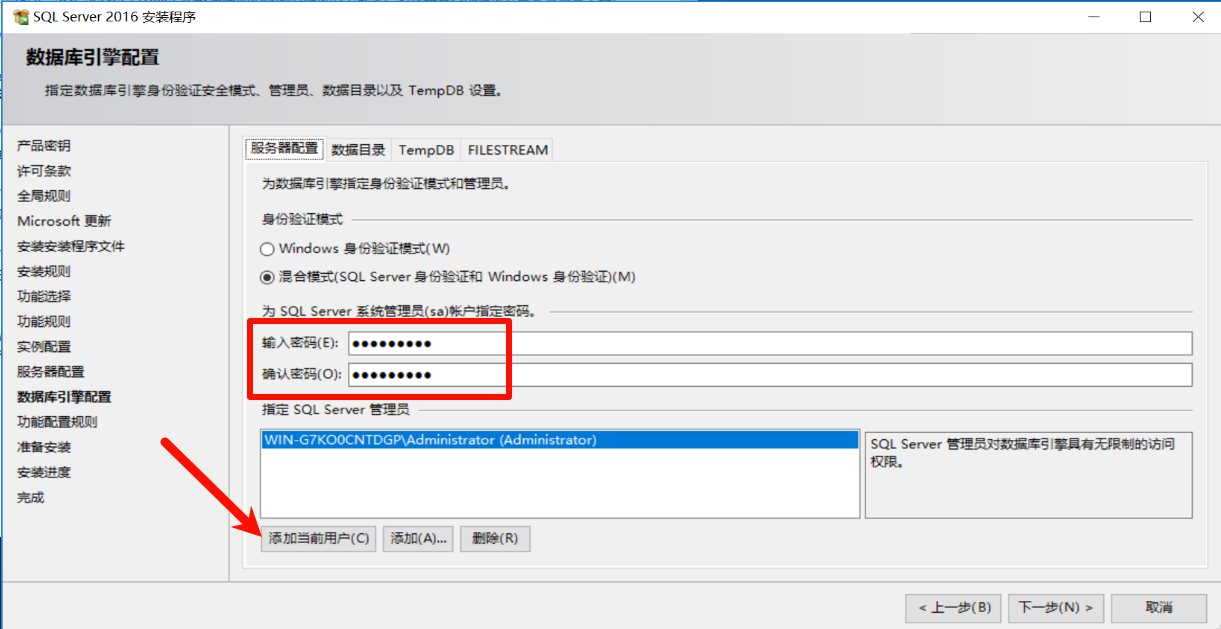 SQL Server 2016 安装程序
数据库引擎配置
指定数据库引擎身份验证安全模式、管理员、数据目录以及 TempDB 设置。
产品密钥
许可条款
全局规则
Microsoft 更新
安装安装程序文件
安装规则
功能选择
功能规则
实例配置
服务器配置
数据库引擎配置
功能配置规则
准备安装
安装进度
完成
服务器配置 数据目录 TempDB FILESTREAM
为数据库引擎指定身份验证模式和管理员。
身份验证模式
Windows 身份验证模式(W)
混合模式(SQL Server 身份验证和 Windows 身份验证)(M)
为 SQL Server 系统管理员(sa)帐户指定密码。
输入密码(E): ●●●●●●●●●
确认密码(O): ●●●●●●●●●
指定 SQL Server 管理员
WIN-G7KO0CNTDGP\Administrator (Administrator)
SQL Server 管理员对数据库引擎具有无限制的访问
权限。
添加当前用户(C) 添加(A)... 删除(R)
< 上一步(B) 下一步(N) > 取消